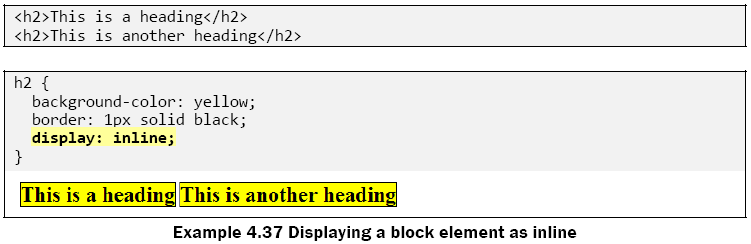 <h2>This is a heading</h2>
<h2>This is another heading</h2>
h2 {
  background-color: yellow;
  border: 1px solid black;
  display: inline;
}
This is a heading This is another heading
Example 4.37 Displaying a block element as inline